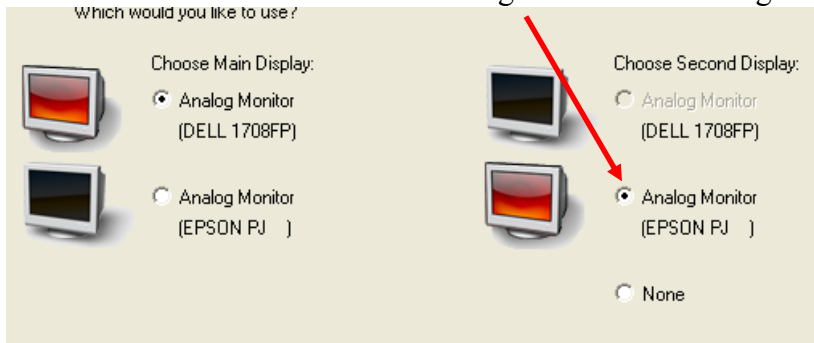 Which would you like to use?
Choose Main Display:
Analog Monitor
(DELL 1708FP)
Analog Monitor
(EPSON PJ )
Choose Second Display:
Analog Monitor
(DELL 1708FP)
Analog Monitor
(EPSON PJ )
None